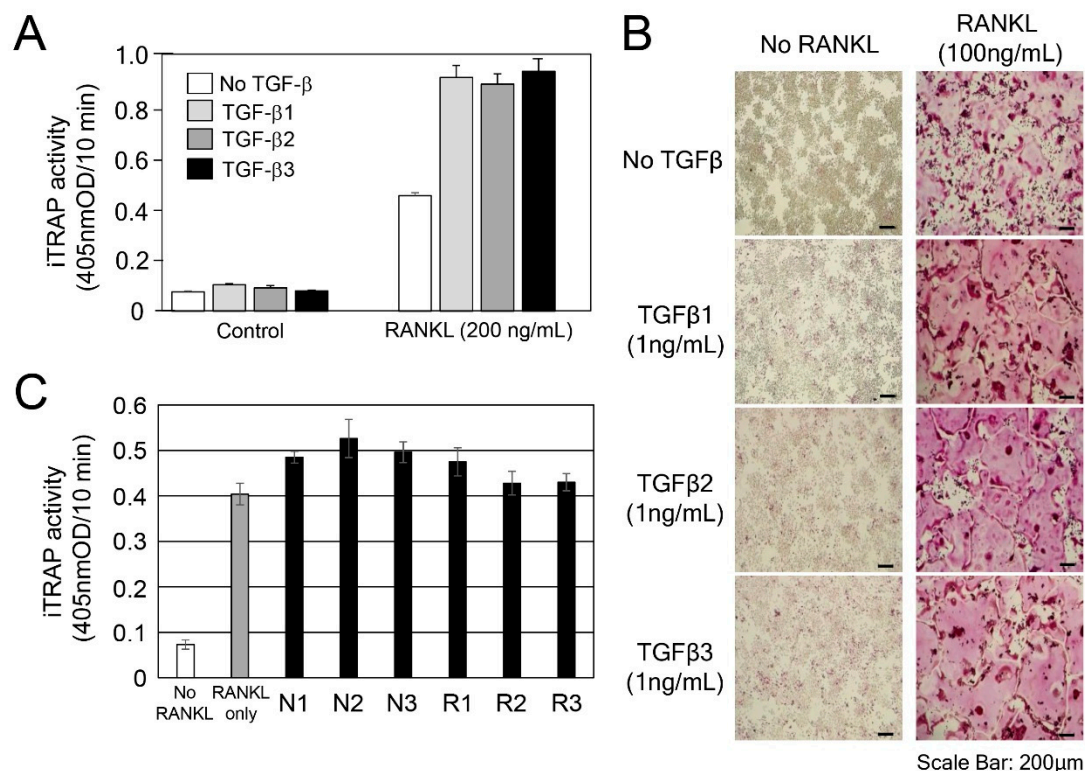 A
1.0
0.8
0.6
0.4
0.2
0
iTRAP activity
(405nmOD/10 min)
No TGF-β
TGF-β1
TGF-β2
TGF-β3
Control
RANKL (200 ng/mL)
B
No RANKL
RANKL
(100ng/mL)
No TGFβ
TGFβ1
(1ng/mL)
TGFβ2
(1ng/mL)
TGFβ3
(1ng/mL)
Scale Bar: 200μm
C
0.6
0.5
0.4
0.3
0.2
0.1
0
iTRAP activity
(405nmOD/10 min)
No
RANKL
RANKL
only
N1
N2
N3
R1
R2
R3